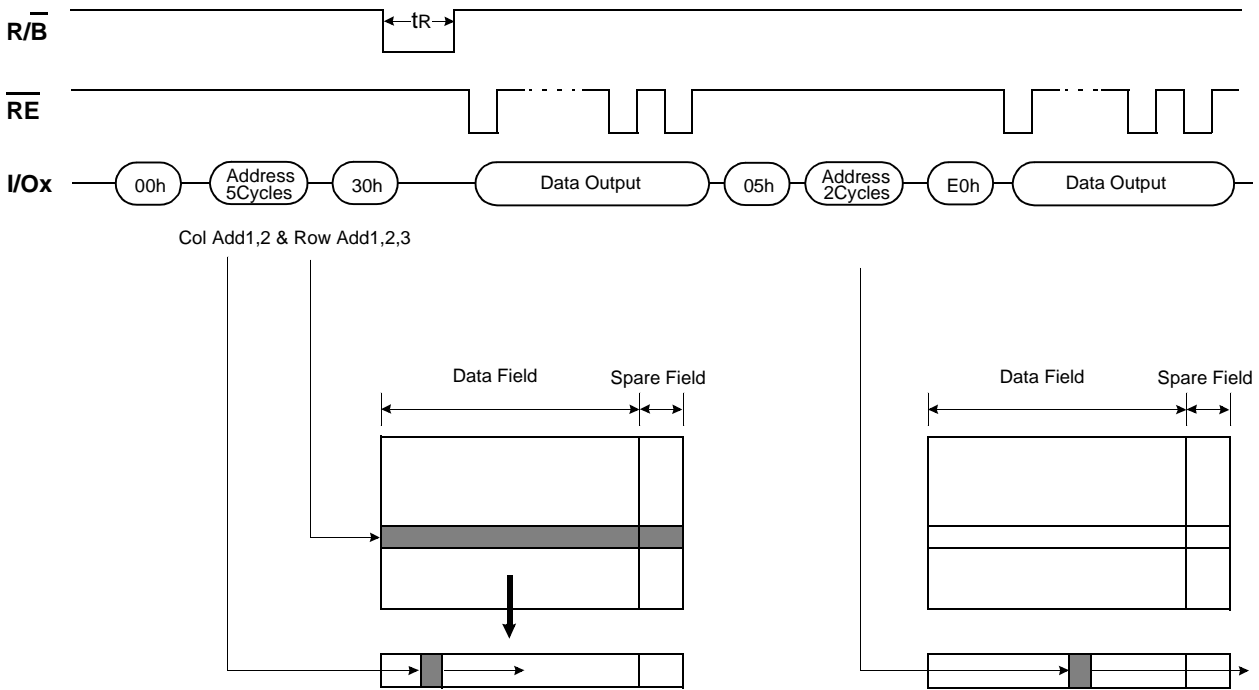 R/B̅
tR
R̅E̅
I/Ox
00h
Address
5Cycles
30h
Data Output
05h
Address
2Cycles
E0h
Data Output
Col Add1,2 & Row Add1,2,3
Data Field
Spare Field
Data Field
Spare Field